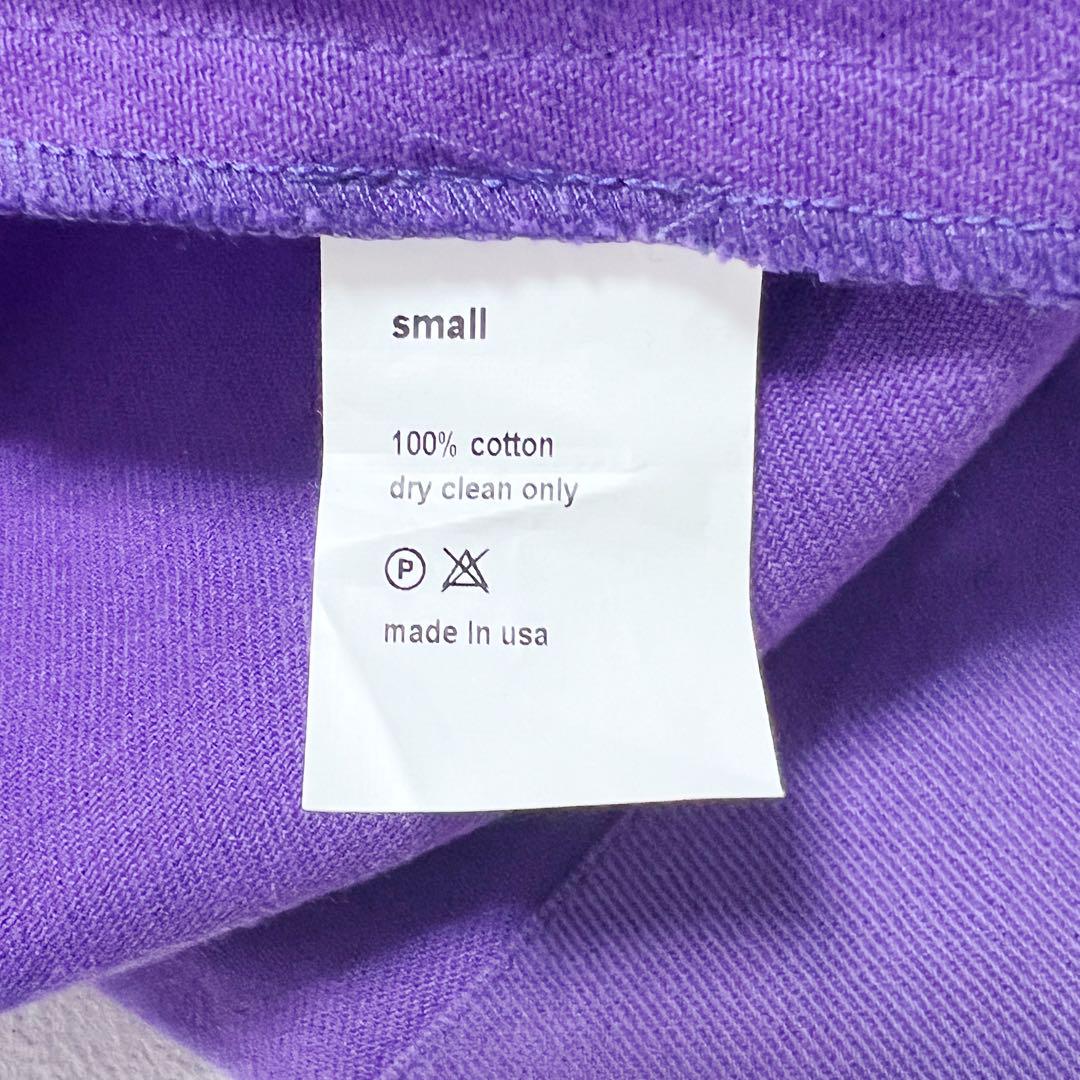 small
100% cotton
dry clean only
P
made in usa